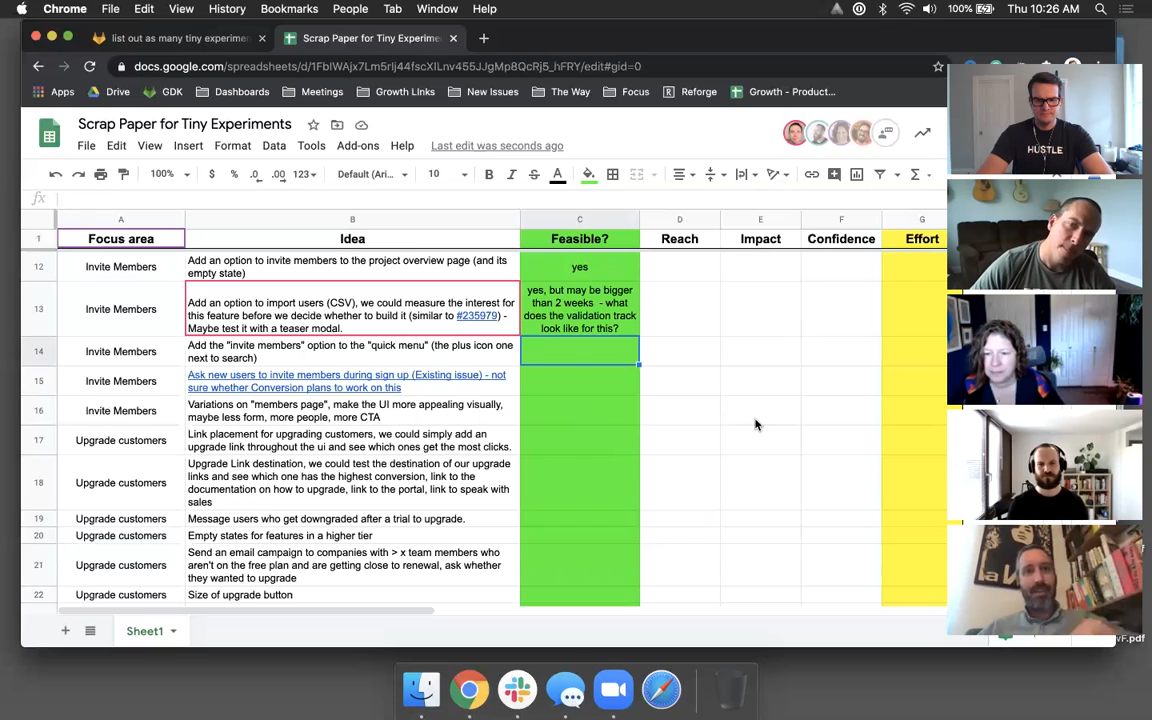 Chrome File Edit View History Bookmarks People Tab Window Help 100% Thu 10:26 AM
list out as many tiny experimen Scrap Paper for Tiny Experime
docs.google.com/spreadsheets/d/
Apps Drive GDK Dashboards Meetings Growth LInks New Issues The Way Focus Reforge Growth - Product...
Scrap Paper for Tiny Experiments
File Edit View Insert Format Data Tools Add-ons Help Last edit was seconds ago
100% $ % .0 .00 123 Default (Ari... 10 B I S A
fx
A B C D E F G
1 Focus area Idea Feasible? Reach Impact Confidence Effort
12 Invite Members Add an option to invite members to the project overview page (and its
empty state) yes
13 Invite Members Add an option to import users (CSV), we could measure the interest for
this feature before we decide whether to build it (similar to #235979) -
Maybe test it with a teaser modal.
yes, but may be bigger
than 2 weeks - what
does the validation track
look like for this?
14 Invite Members Add the "invite members" option to the "quick menu" (the plus icon one
next to search)
15 Invite Members Ask new users to invite members during sign up (Existing issue) - not
sure whether Conversion plans to work on this
16 Invite Members Variations on "members page", make the UI more appealing visually,
maybe less form, more people, more CTA
17 Upgrade customers Link placement for upgrading customers, we could simply add an
upgrade link throughout the ui and see which ones get the most clicks.
18 Upgrade customers Upgrade Link destination, we could test the destination of our upgrade
links and see which one has the highest conversion, link to the
documentation on how to upgrade, link to the portal, link to speak with
sales
19 Upgrade customers Message users who get downgraded after a trial to upgrade.
20 Upgrade customers Empty states for features in a higher tier
21 Upgrade customers Send an email campaign to companies with > x team members who
aren't on the free plan and are getting close to renewal, ask whether
they wanted to upgrade
22 Upgrade customers Size of upgrade button
Sheet1
HUSTLE
vF.pdf